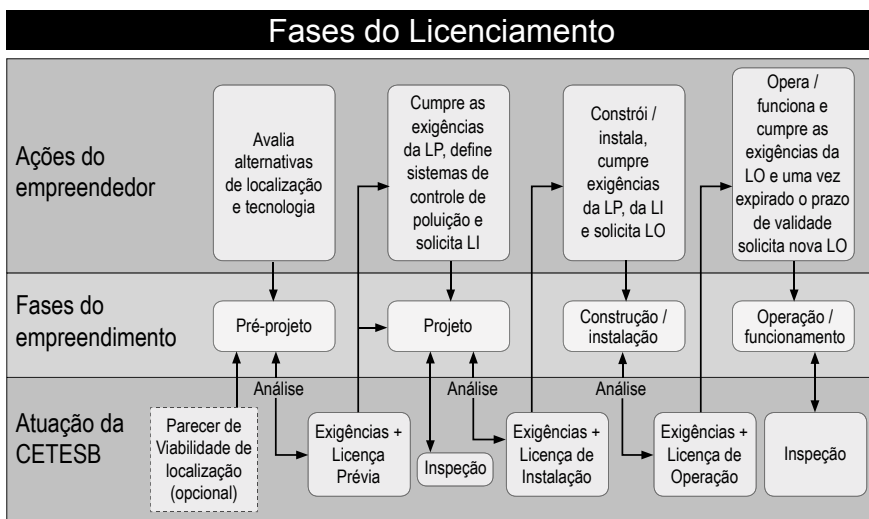 Fases do Licenciamento
Ações do
empreendedor
Avalia
alternativas
de localização
e tecnologia
Cumpre as
exigências
da LP, define
sistemas de
controle de
poluição e
solicita LI
Constrói /
instala,
cumpre
exigências
da LP, da LI
e solicita LO
Opera /
funciona e
cumpre as
exigências da
LO e uma vez
expirado o prazo
de validade
solicita nova LO
Fases do
empreendimento
Pré-projeto
Projeto
Construção /
instalação
Operação /
funcionamento
Análise
Análise
Análise
Atuação da
CETESB
Parecer de
Viabilidade de
localização
(opcional)
Exigências +
Licença
Prévia
Inspeção
Exigências +
Licença de
Instalação
Exigências +
Licença de
Operação
Inspeção